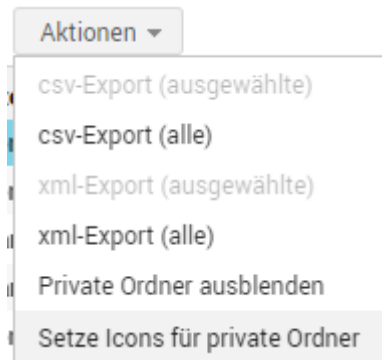 Aktionen
csv-Export (ausgewählte)
csv-Export (alle)
xml-Export (ausgewählte)
xml-Export (alle)
Private Ordner ausblenden
Setze Icons für private Ordner